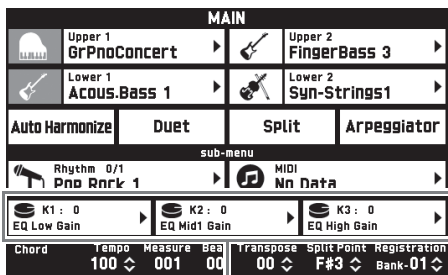 MAIN
Upper 1
GrPnoConcert
Upper 2
FingerBass 3
Lower 1
Acous.Bass 1
Lower 2
Syn-Strings1
Auto Harmonize Duet Split Arpeggiator
sub-menu
Rhythm 0/1
Pop Rock 1
MIDI
No Data
K1 : 0
EQ Low Gain
K2 : 0
EQ Mid1 Gain
K3 : 0
EQ High Gain
Chord Tempo Measure Bea Transpose Split Point Registration
100 001 00 00 F#3 Bank-01